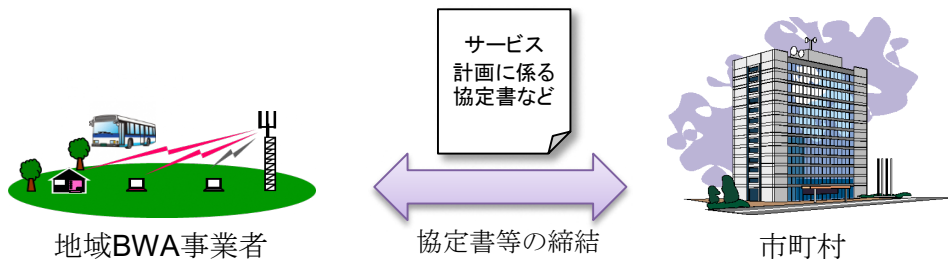 サービス
計画に係る
協定書など
地域BWA事業者
協定書等の締結
市町村